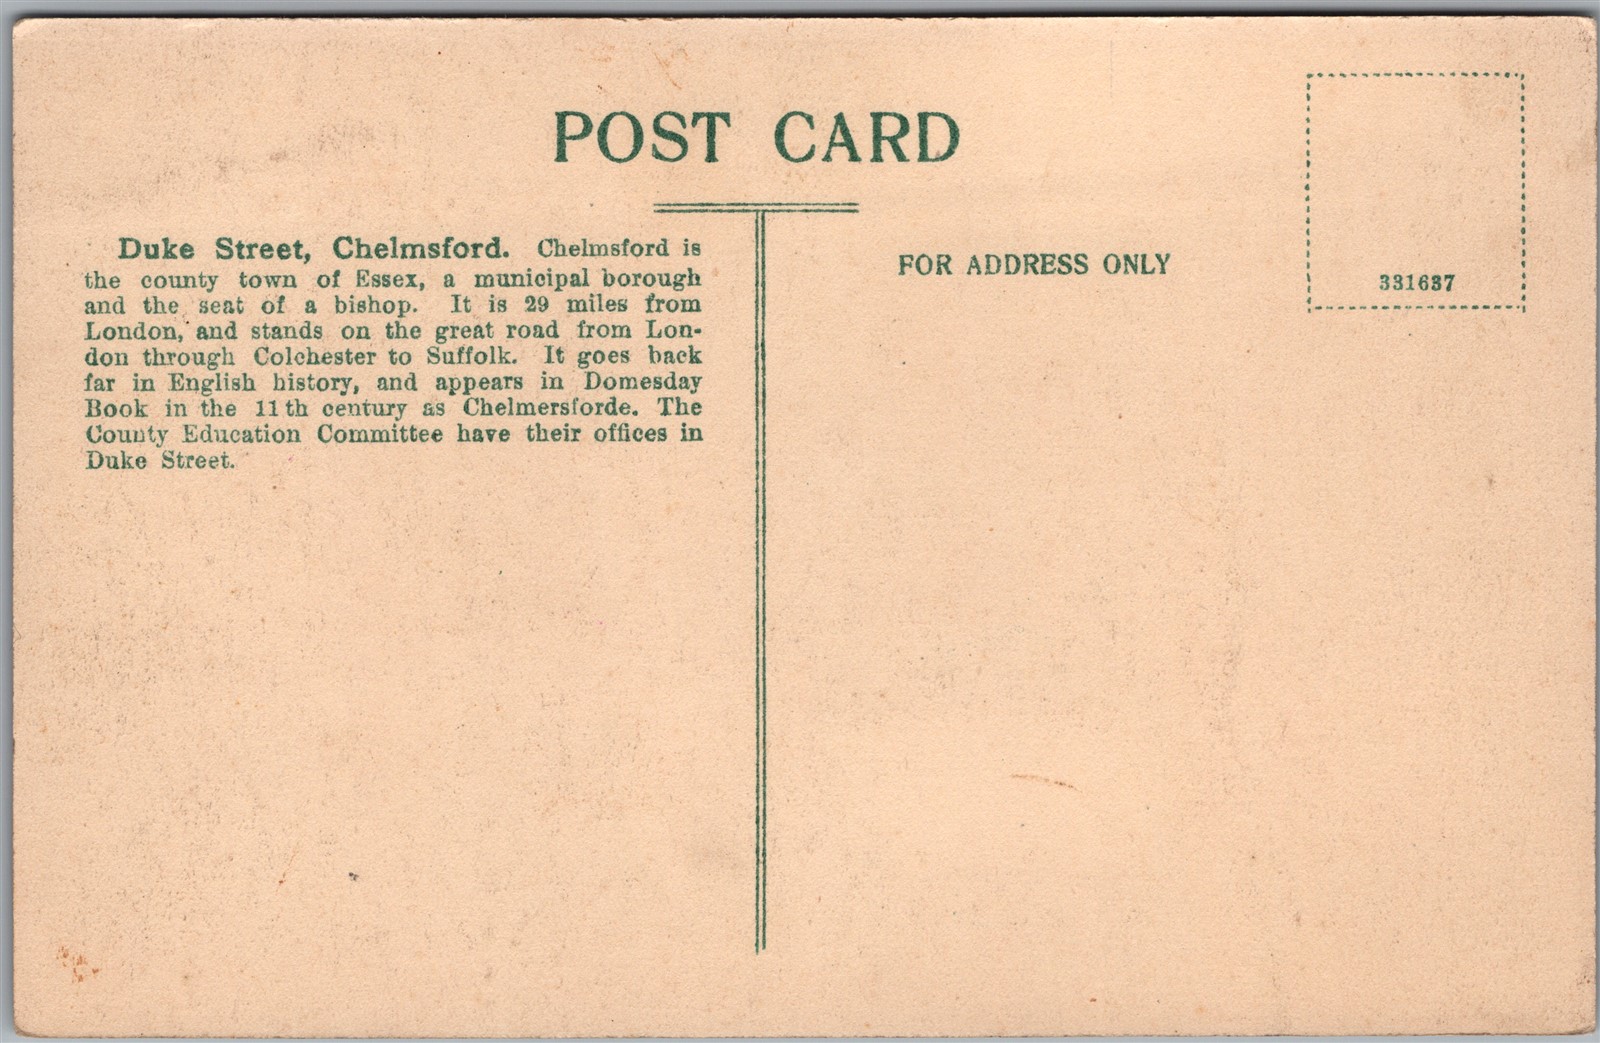 POST CARD
Duke Street, Chelmsford. Chelmsford is
the county town of Essex, a municipal borough
and the seat of a bishop. It is 29 miles from
London, and stands on the great road from Lon-
don through Colchester to Suffolk. It goes back
far in English history, and appears in Domesday
Book in the 11th century as Chelmersforde. The
County Education Committee have their offices in
Duke Street.
FOR ADDRESS ONLY
331637